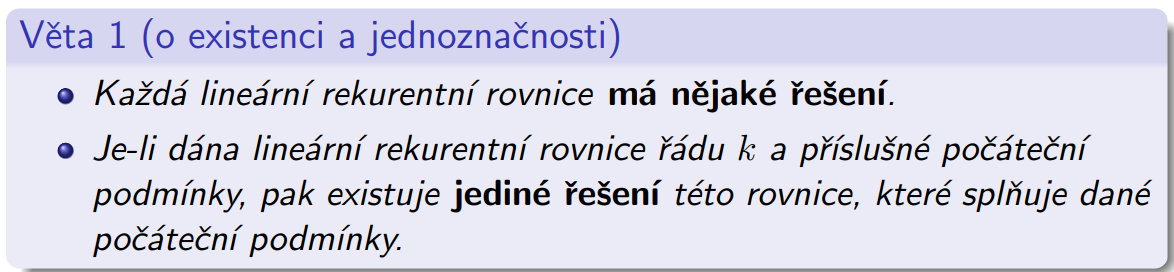 Věta 1 (o existenci a jednoznačnosti)
Každá lineární rekurentní rovnice má nějaké řešení.
Je-li dána lineární rekurentní rovnice řádu k a příslušné počáteční
podmínky, pak existuje jediné řešení této rovnice, které splňuje dané
počáteční podmínky.